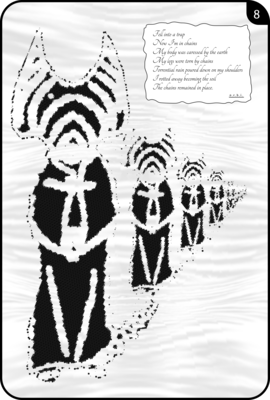 8
Fell into a trap
Now I'm in chains
My body was caressed by the earth
My legs were torn by chains
Torrential rain poured down on my shoulders
I rotted away becoming the soil
The chains remained in place.